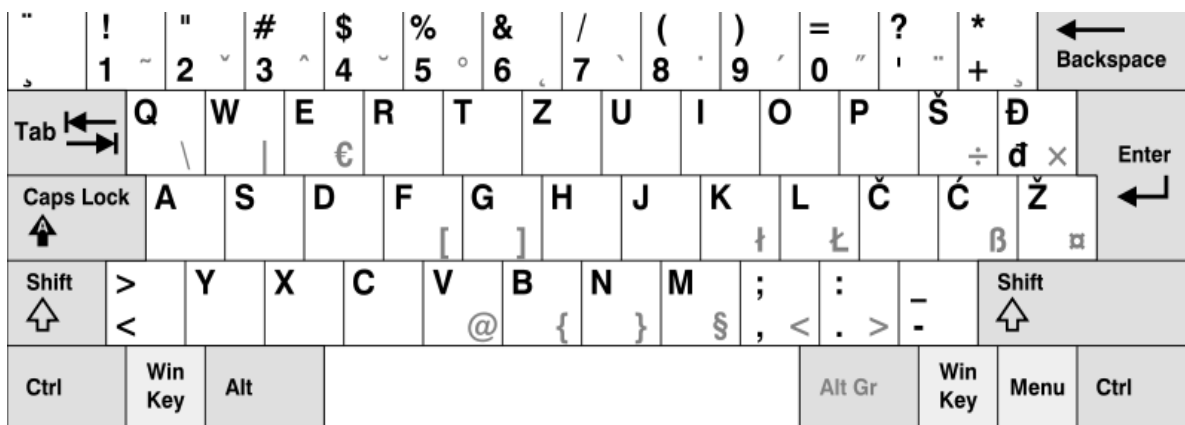 ¨ ! " # $ % & / ( ) = ? * Backspace
¸ 1 ~ 2 ˇ 3 ^ 4 ˘ 5 ° 6 ˛ 7 ` 8 ˙ 9 ´ 0 ˝ ' ¨ + ¸
Tab Q W E R T Z U I O P Š Đ Enter
\ | € ÷ đ ×
Caps Lock A S D F G H J K L Č Ć Ž
A [ ] ł Ł ß ¤
Shift > Y X C V B N M ; : _ Shift
< @ { } § , < . > -
Ctrl Win Key Alt Alt Gr Win Key Menu Ctrl